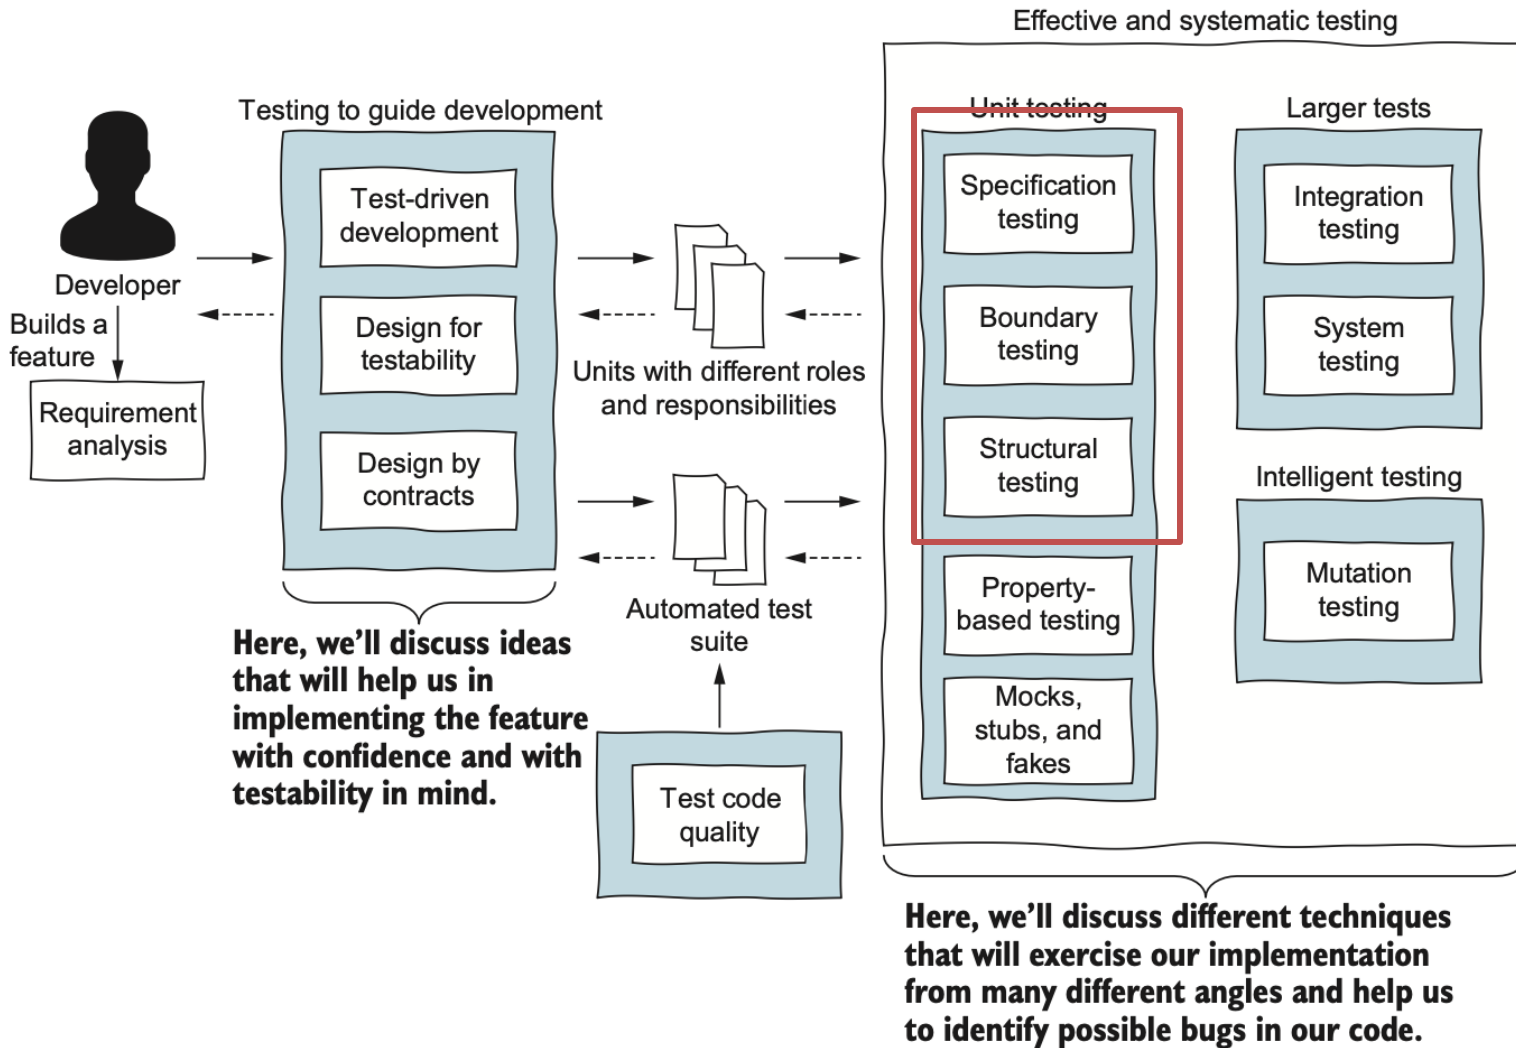 Effective and systematic testing
Testing to guide development
Unit testing
Larger tests
Test-driven
development
Specification
testing
Integration
testing
Developer
Builds a
feature
Design for
testability
Boundary
testing
System
testing
Units with different roles
and responsibilities
Requirement
analysis
Design by
contracts
Structural
testing
Intelligent testing
Property-
based testing
Mutation
testing
Automated test
suite
Here, we’ll discuss ideas
that will help us in
implementing the feature
with confidence and with
testability in mind.
Mocks,
stubs, and
fakes
Test code
quality
Here, we’ll discuss different techniques
that will exercise our implementation
from many different angles and help us
to identify possible bugs in our code.